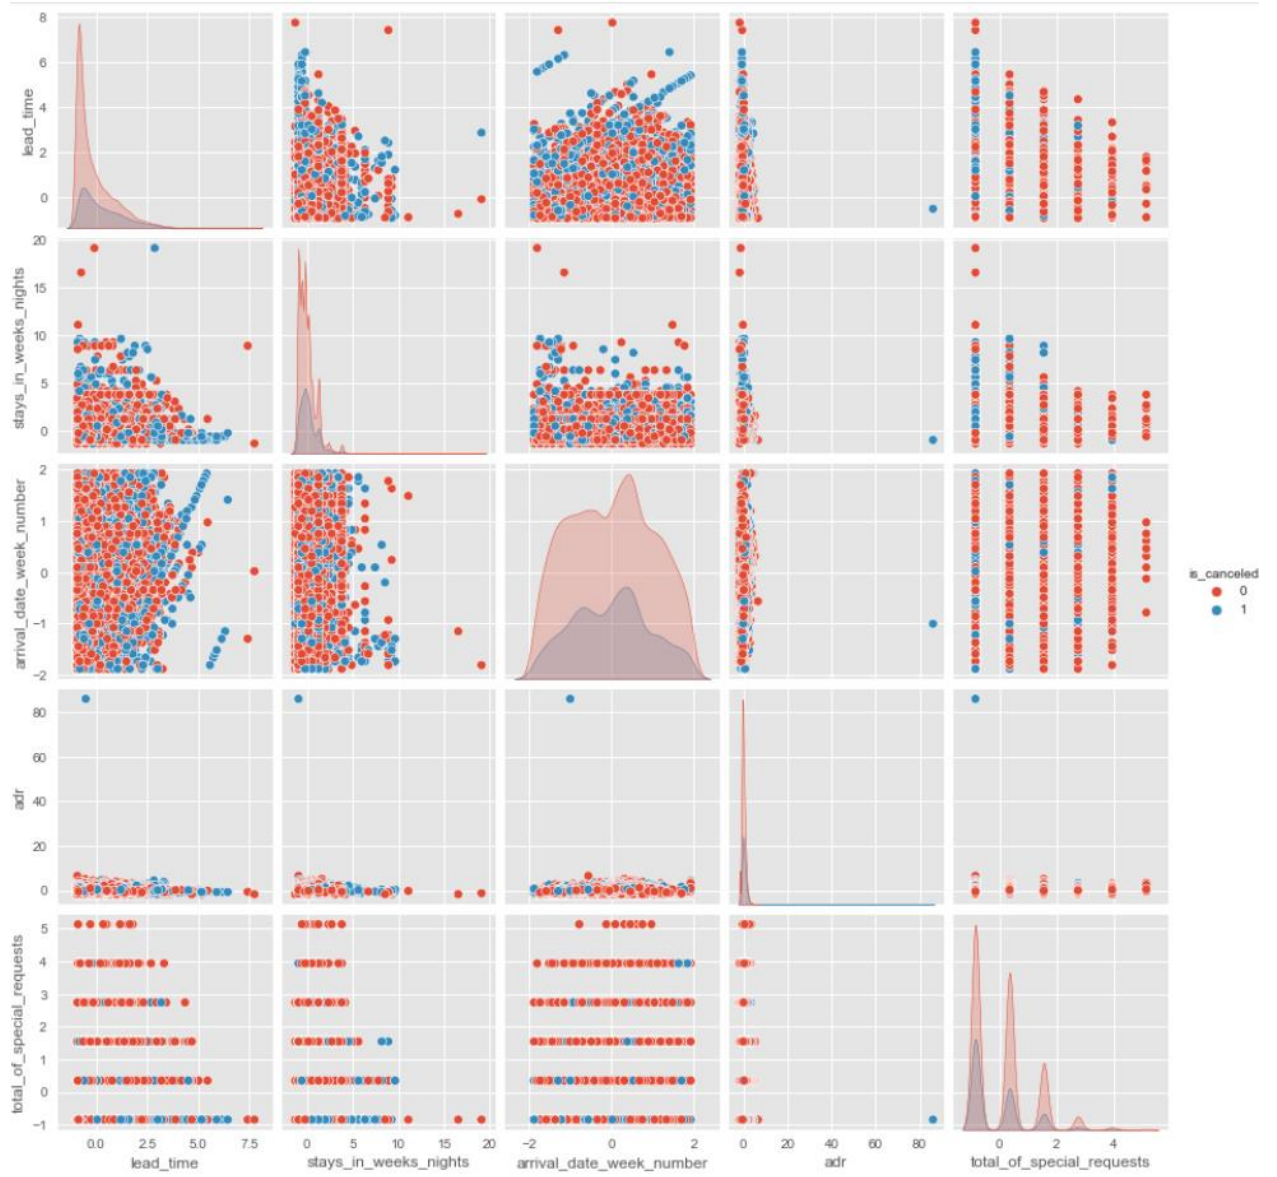 8
6
4
2
0
lead_time
20
15
10
5
0
stays_in_weeks_nights
2
1
0
−1
−2
arrival_date_week_number
80
60
40
20
0
adr
5
4
3
2
1
0
−1
total_of_special_requests
0.0 2.5 5.0 7.5
lead_time
0 5 10 15 20
stays_in_weeks_nights
−2 0 2
arrival_date_week_number
0 20 40 60 80
adr
0 2 4
total_of_special_requests
is_canceled
0
1